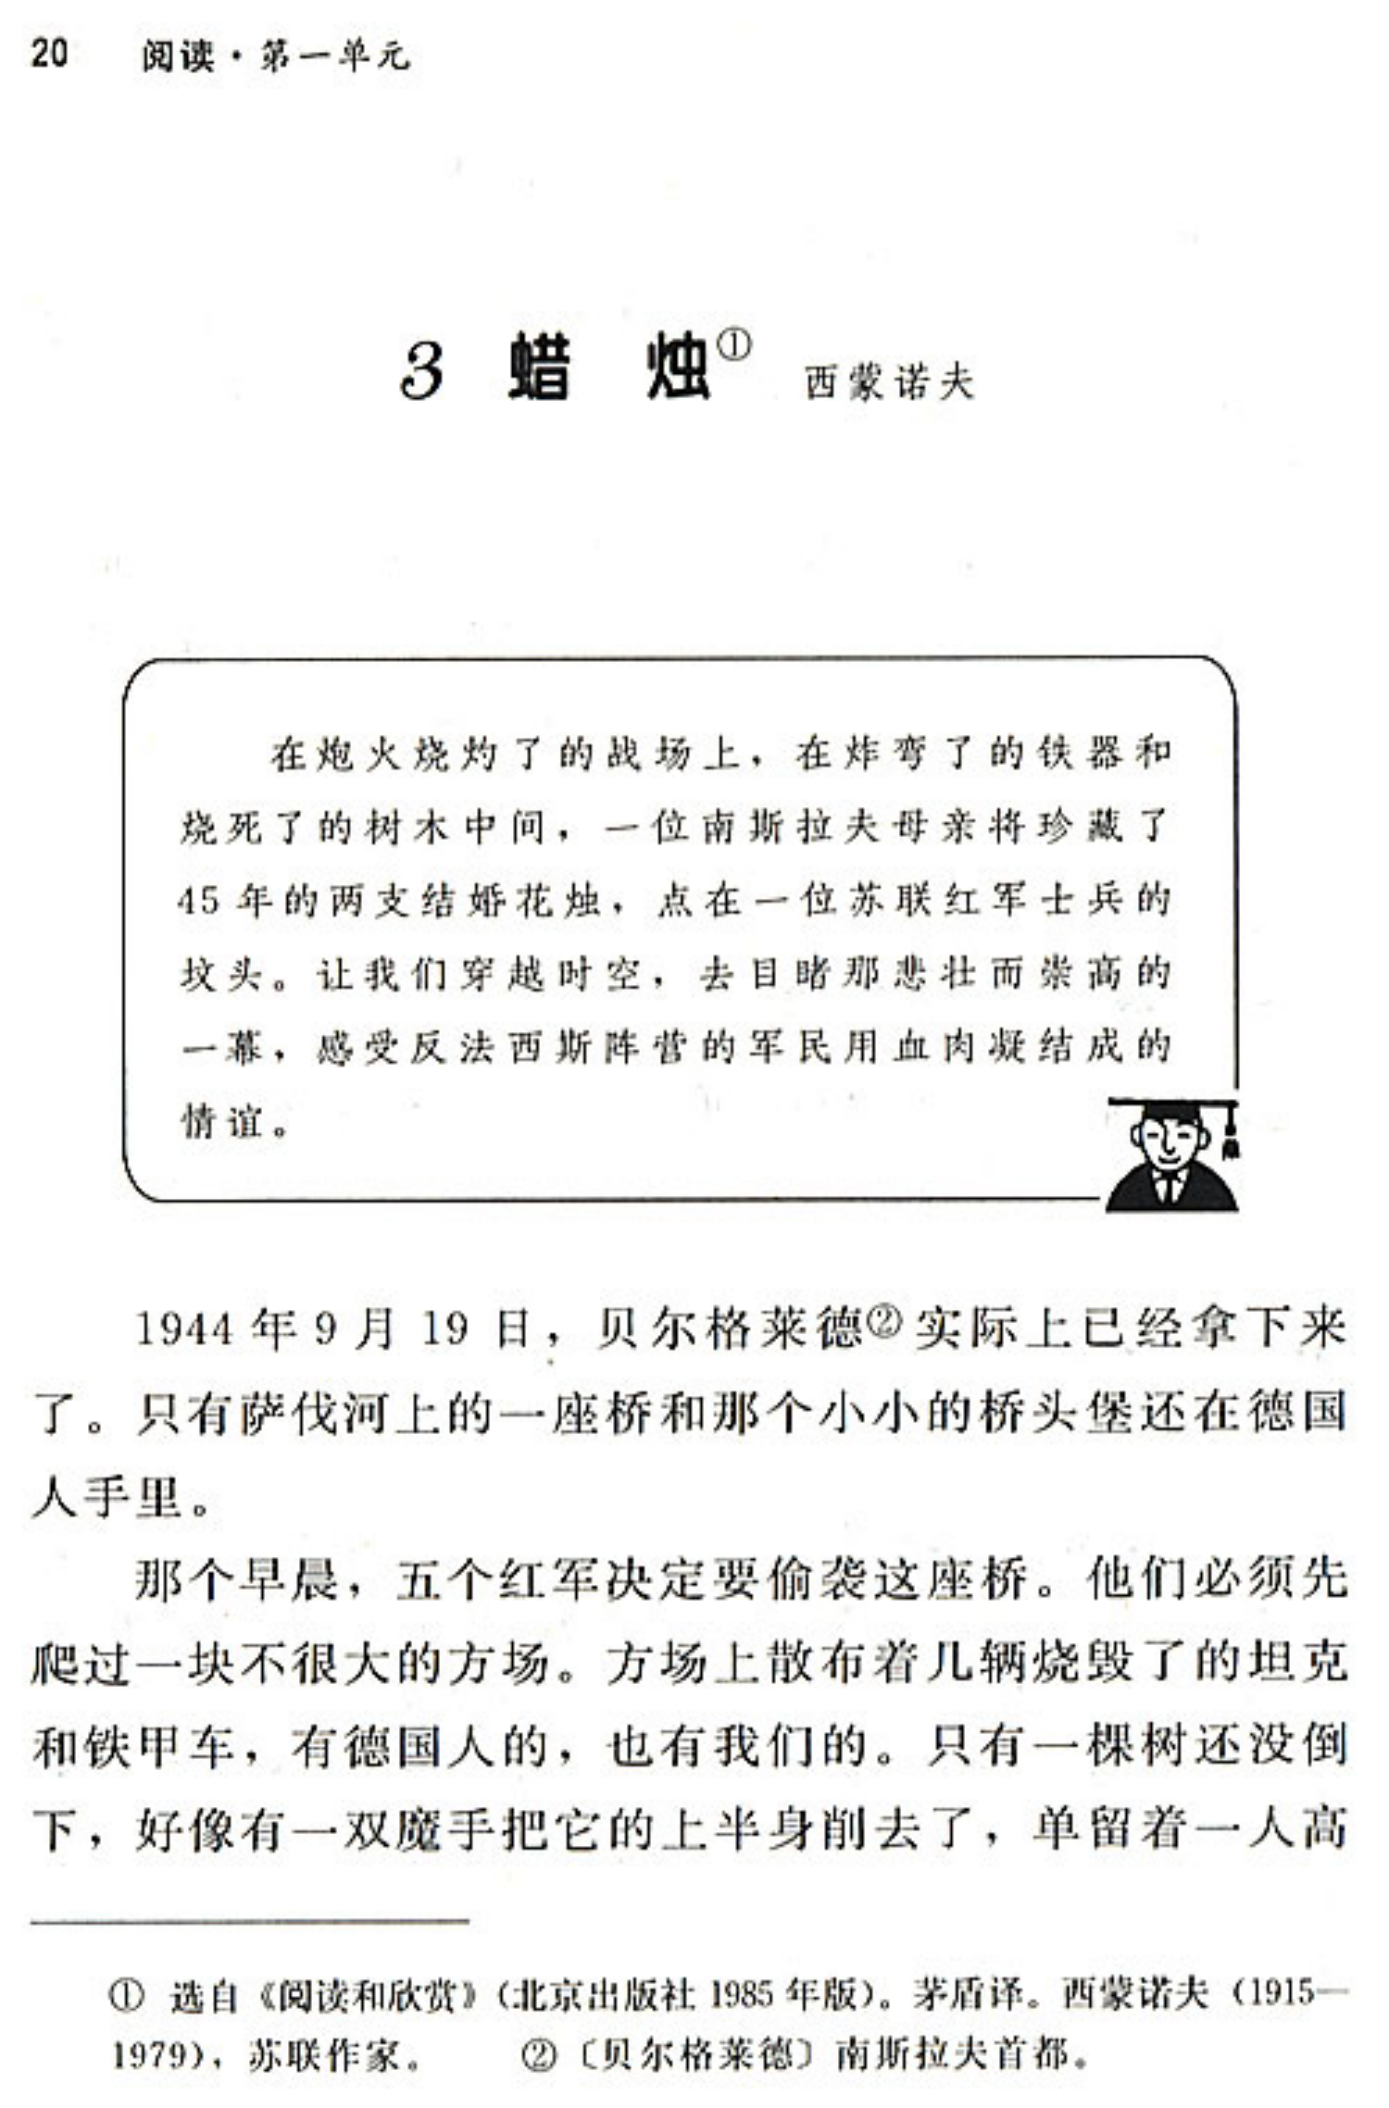 20 阅读·第一单元
3 蜡 烛① 西蒙诺夫
在炮火烧灼了的战场上，在炸弯了的铁器和
烧死了的树木中间，一位南斯拉夫母亲将珍藏了
45年的两支结婚花烛，点在一位苏联红军士兵的
坟头。让我们穿越时空，去目睹那悲壮而崇高的
一幕，感受反法西斯阵营的军民用血肉凝结成的
情谊。
1944年9月19日，贝尔格莱德②实际上已经拿下来
了。只有萨伐河上的一座桥和那个小小的桥头堡还在德国
人手里。
那个早晨，五个红军决定要偷袭这座桥。他们必须先
爬过一块不很大的方场。方场上散布着几辆烧毁了的坦克
和铁甲车，有德国人的，也有我们的。只有一棵树还没倒
下，好像有一双魔手把它的上半身削去了，单留着一人高
① 选自《阅读和欣赏》（北京出版社1985年版）。茅盾译。西蒙诺夫（1915—
1979），苏联作家。 ②〔贝尔格莱德〕南斯拉夫首都。